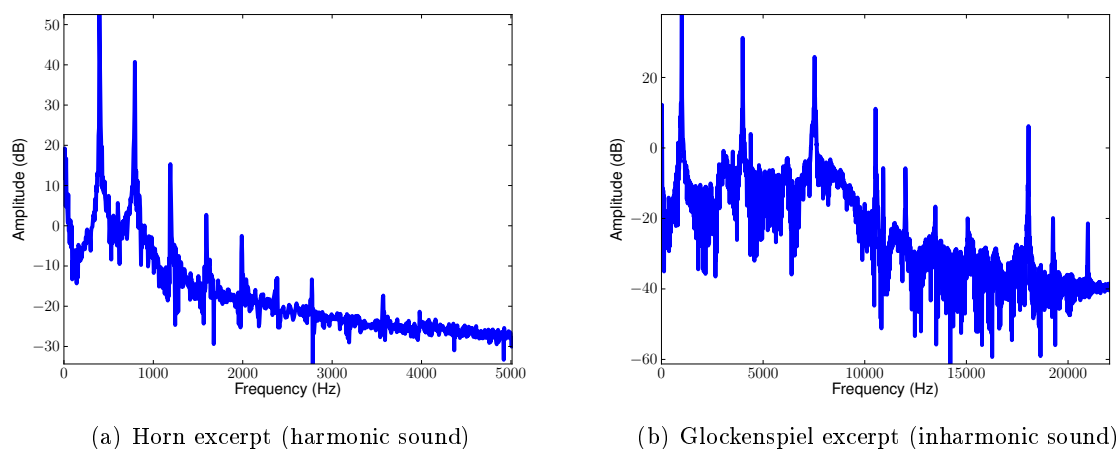 50
40
30
20
10
0
−10
−20
−30
Amplitude (dB)
0 1000 2000 3000 4000 5000
Frequency (Hz)
(a) Horn excerpt (harmonic sound)
20
0
−20
−40
−60
Amplitude (dB)
0 5000 10000 15000 20000
Frequency (Hz)
(b) Glockenspiel excerpt (inharmonic sound)